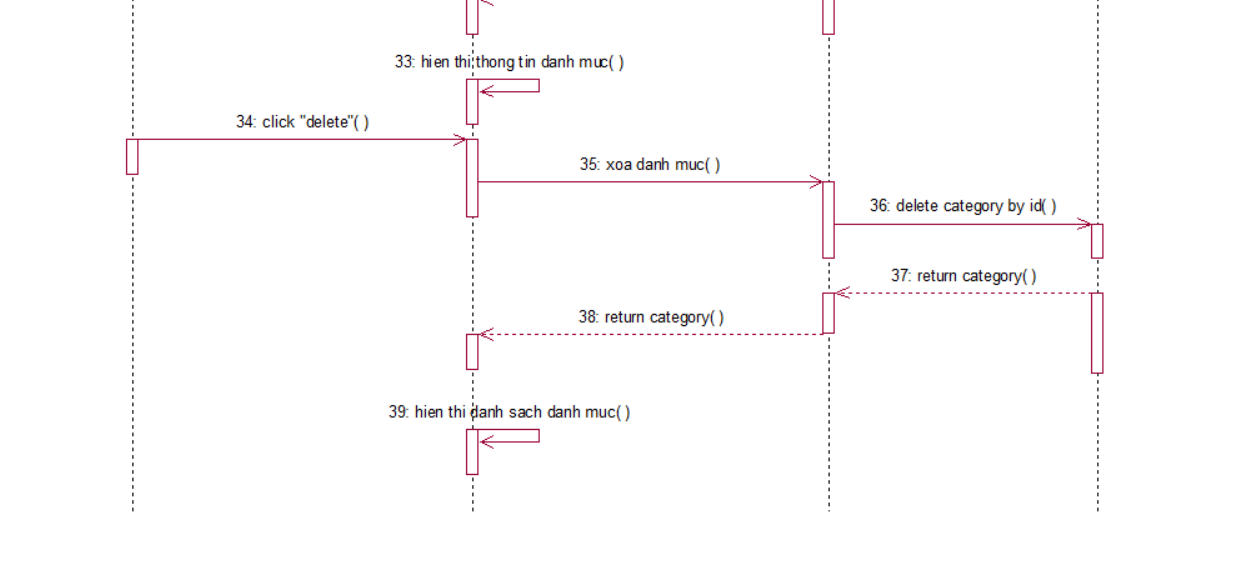 33: hien thi thong tin danh muc( )
34: click "delete"( )
35: xoa danh muc( )
36: delete category by id( )
37: return category( )
38: return category( )
39: hien thi danh sach danh muc( )